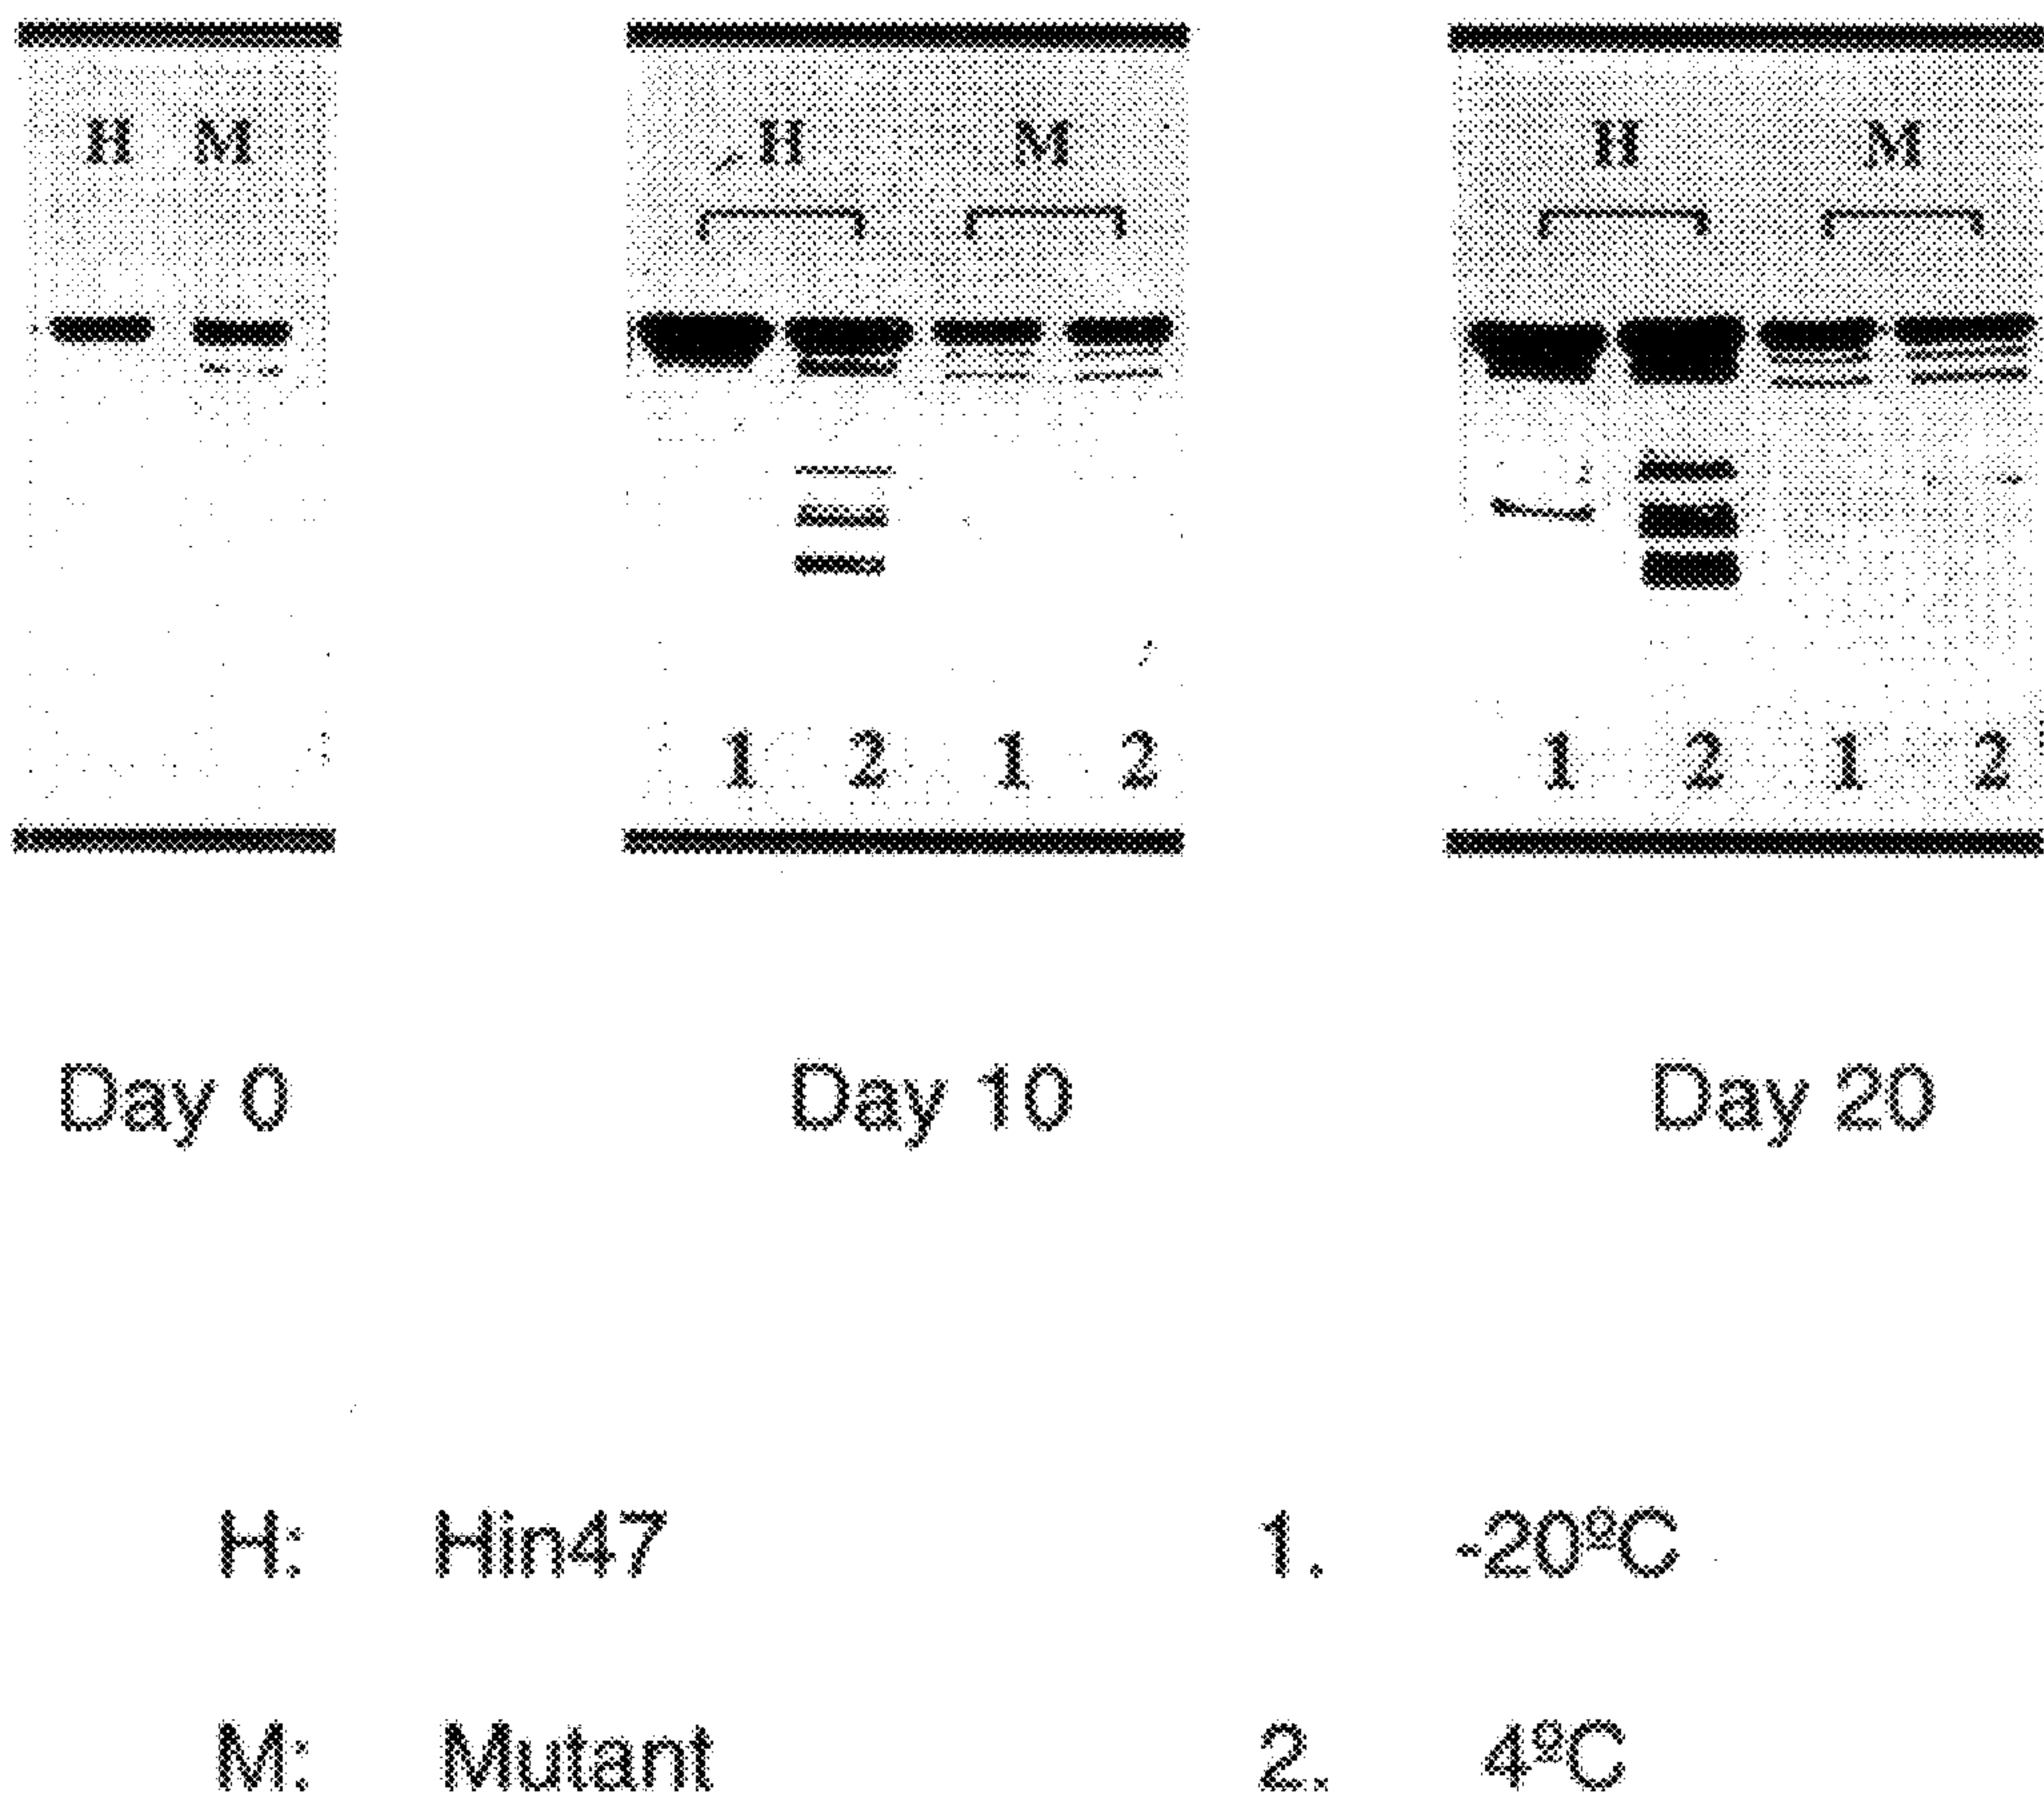 H M H M H M
1 2 1 2 1 2 1 2
Day 0 Day 10 Day 20
H: Hin47 1. -20ºC
M: Mutant 2. 4ºC